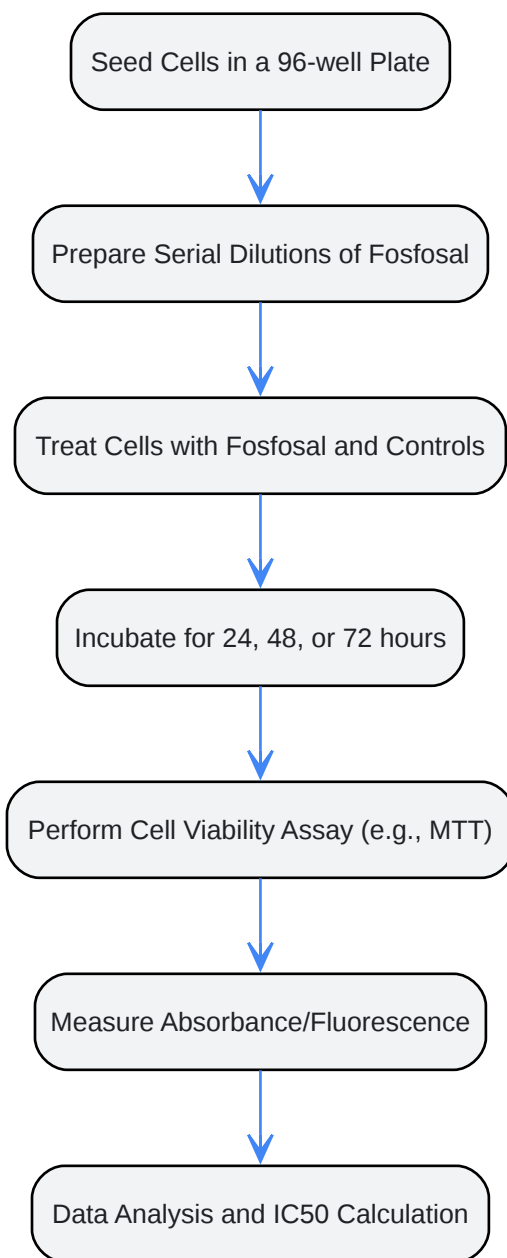 Seed Cells in a 96-well Plate
Prepare Serial Dilutions of Fosfosal
Treat Cells with Fosfosal and Controls
Incubate for 24, 48, or 72 hours
Perform Cell Viability Assay (e.g., MTT)
Measure Absorbance/Fluorescence
Data Analysis and IC50 Calculation